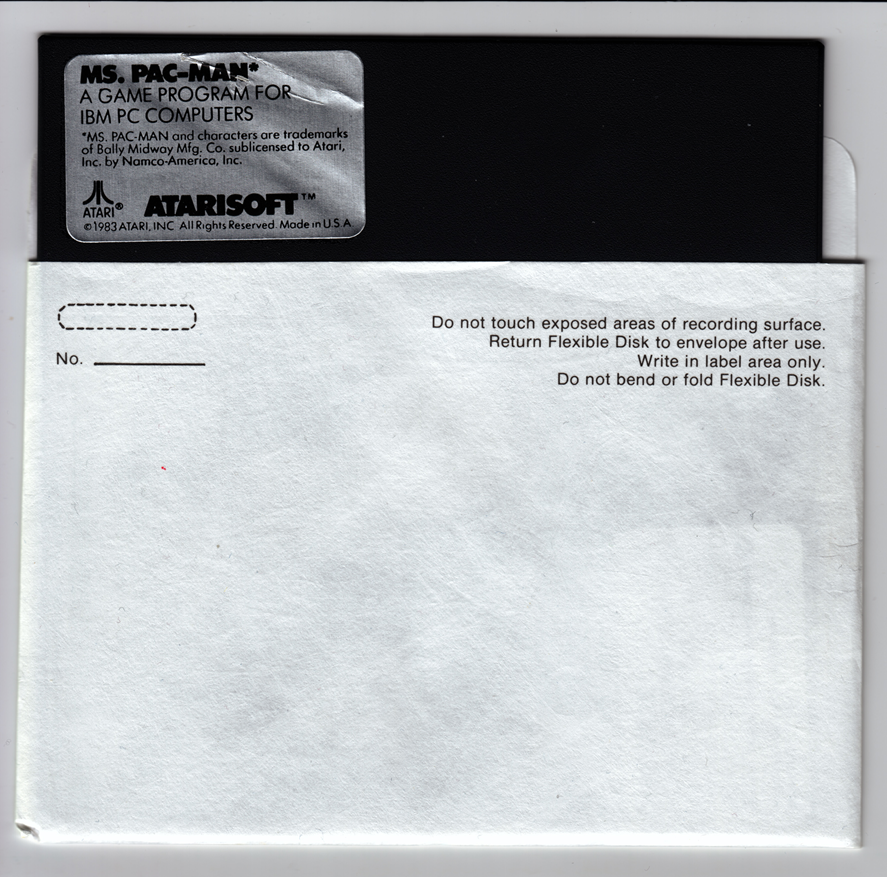 MS. PAC-MAN*
A GAME PROGRAM FOR
IBM PC COMPUTERS
*MS. PAC-MAN and characters are trademarks
of Bally Midway Mfg. Co. sublicensed to Atari,
Inc. by Namco-America, Inc.
ATARI® ATARISOFT™
©1983 ATARI, INC All Rights Reserved. Made in U S A
Do not touch exposed areas of recording surface.
Return Flexible Disk to envelope after use.
Write in label area only.
Do not bend or fold Flexible Disk.
No.